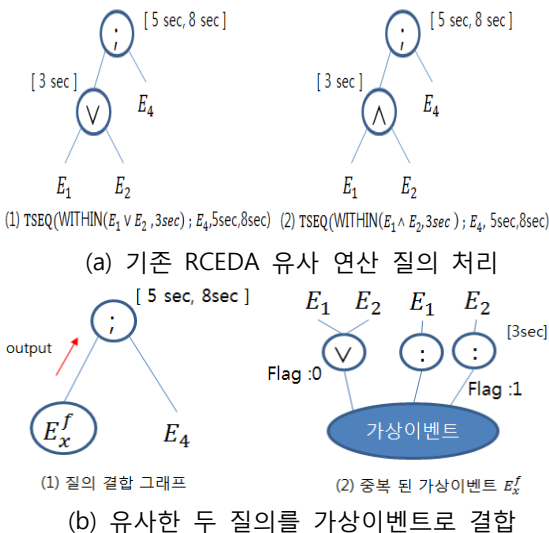 [ 5 sec, 8 sec ]
;
[ 3 sec ]
∨
E₄
E₁ E₂
(1) TSEQ(WITHIN(E₁ ∨ E₂ ,3sec) ; E₄,5sec,8sec)
[ 5 sec, 8 sec ]
;
[ 3 sec ]
∧
E₄
E₁ E₂
(2) TSEQ(WITHIN(E₁ ∧ E₂,3sec ) ; E₄, 5sec,8sec)
(a) 기존 RCEDA 유사 연산 질의 처리
[ 5 sec, 8sec ]
;
output
Eₓᶠ
E₄
(1) 질의 결합 그래프
E₁ E₂ E₁ E₂
[3sec]
∨ : :
Flag :0
Flag :1
가상이벤트
(2) 중복 된 가상이벤트 Eₓᶠ
(b) 유사한 두 질의를 가상이벤트로 결합